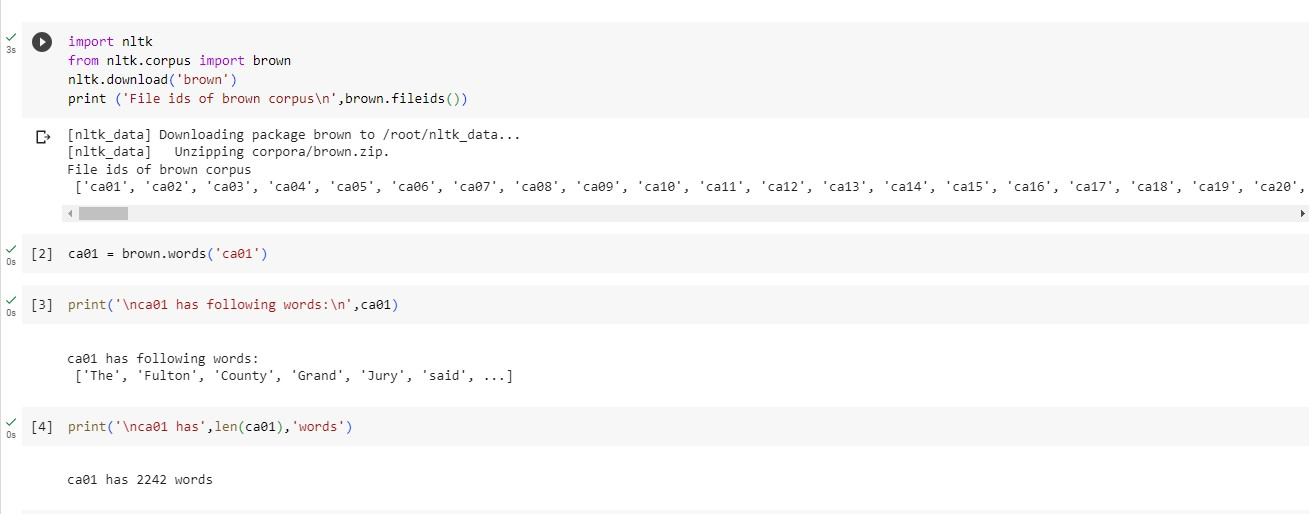 3s
import nltk
from nltk.corpus import brown
nltk.download('brown')
print ('File ids of brown corpus\n',brown.fileids())
[nltk_data] Downloading package brown to /root/nltk_data...
[nltk_data]   Unzipping corpora/brown.zip.
File ids of brown corpus
 ['ca01', 'ca02', 'ca03', 'ca04', 'ca05', 'ca06', 'ca07', 'ca08', 'ca09', 'ca10', 'ca11', 'ca12', 'ca13', 'ca14', 'ca15', 'ca16', 'ca17', 'ca18', 'ca19', 'ca20',
0s [2] ca01 = brown.words('ca01')
0s [3] print('\nca01 has following words:\n',ca01)
ca01 has following words:
 ['The', 'Fulton', 'County', 'Grand', 'Jury', 'said', ...]
0s [4] print('\nca01 has',len(ca01),'words')
ca01 has 2242 words